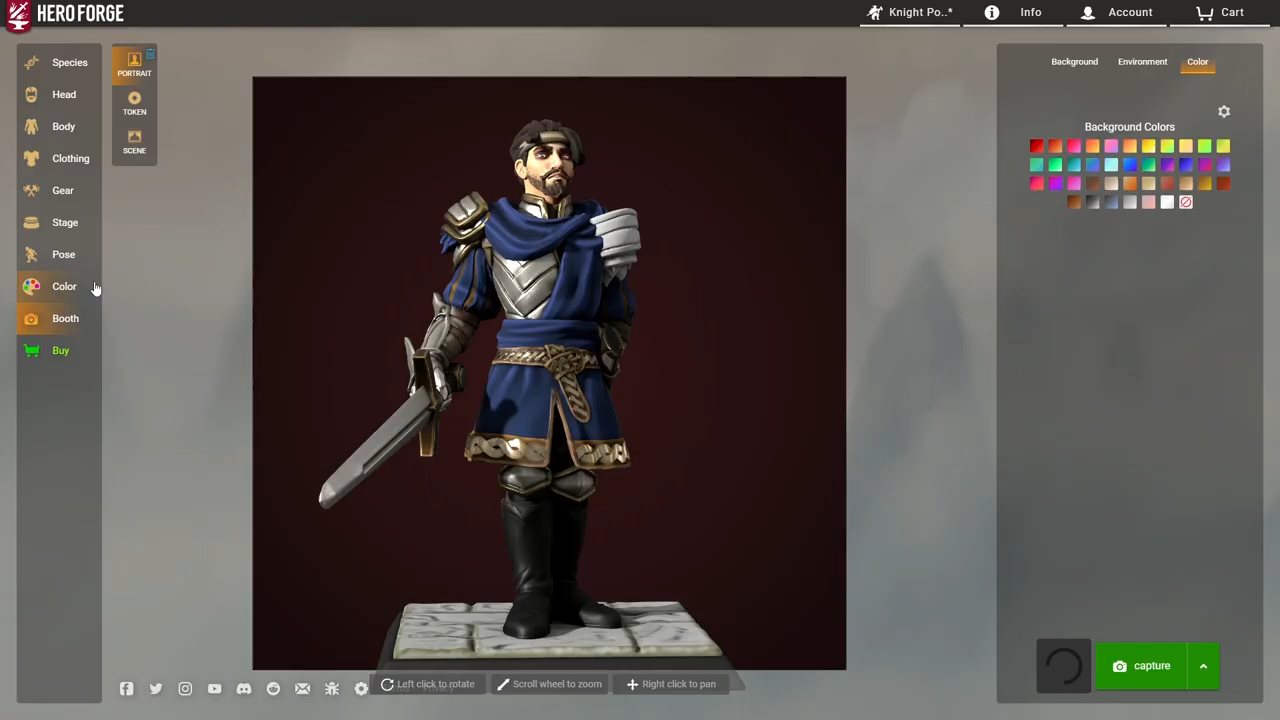 HERO FORGE
Knight Po..*
Info
Account
Cart
Species
Head
Body
Clothing
Gear
Stage
Pose
Color
Booth
Buy
PORTRAIT
TOKEN
SCENE
Background
Environment
Color
Background Colors
Left click to rotate
Scroll wheel to zoom
Right click to pan
capture